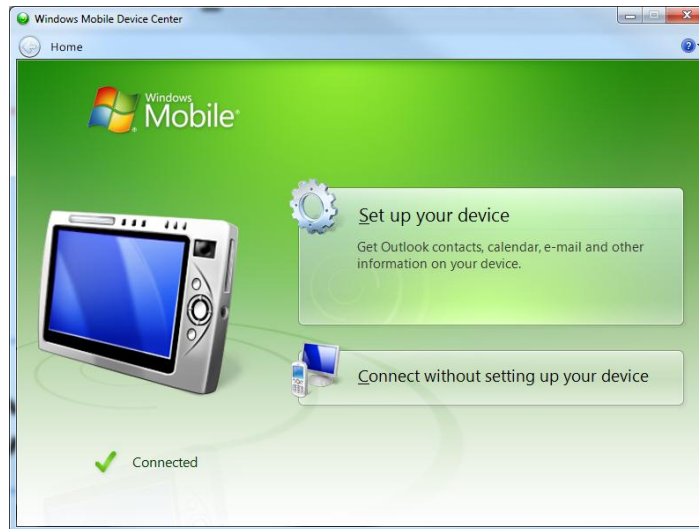 Windows Mobile Device Center
Home
Windows
Mobile®
Set up your device
Get Outlook contacts, calendar, e-mail and other
information on your device.
Connect without setting up your device
Connected